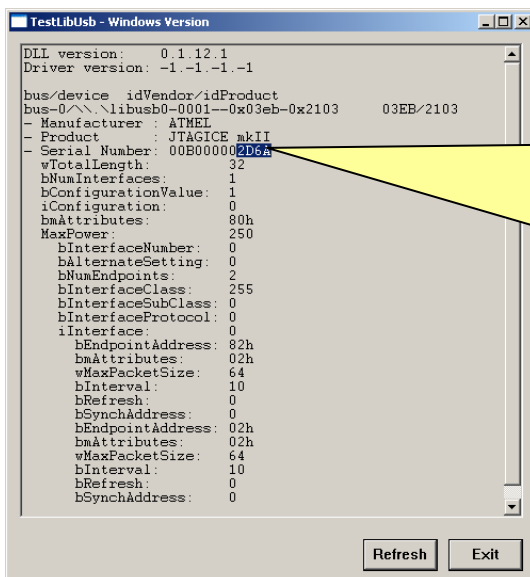 TestLibUsb - Windows Version
DLL version: 0.1.12.1
Driver version: -1.-1.-1.-1
bus/device idVendor/idProduct
bus-0/\\.\libusb0-0001--0x03eb-0x2103 03EB/2103
- Manufacturer : ATMEL
- Product : JTAGICE mkII
- Serial Number: 00B000002D6A
wTotalLength: 32
bNumInterfaces: 1
bConfigurationValue: 1
iConfiguration: 0
bmAttributes: 80h
MaxPower: 250
bInterfaceNumber: 0
bAlternateSetting: 0
bNumEndpoints: 2
bInterfaceClass: 255
bInterfaceSubClass: 0
bInterfaceProtocol: 0
iInterface: 0
bEndpointAddress: 82h
bmAttributes: 02h
wMaxPacketSize: 64
bInterval: 10
bRefresh: 0
bSynchAddress: 0
bEndpointAddress: 02h
bmAttributes: 02h
wMaxPacketSize: 64
bInterval: 10
bRefresh: 0
bSynchAddress: 0
Refresh Exit